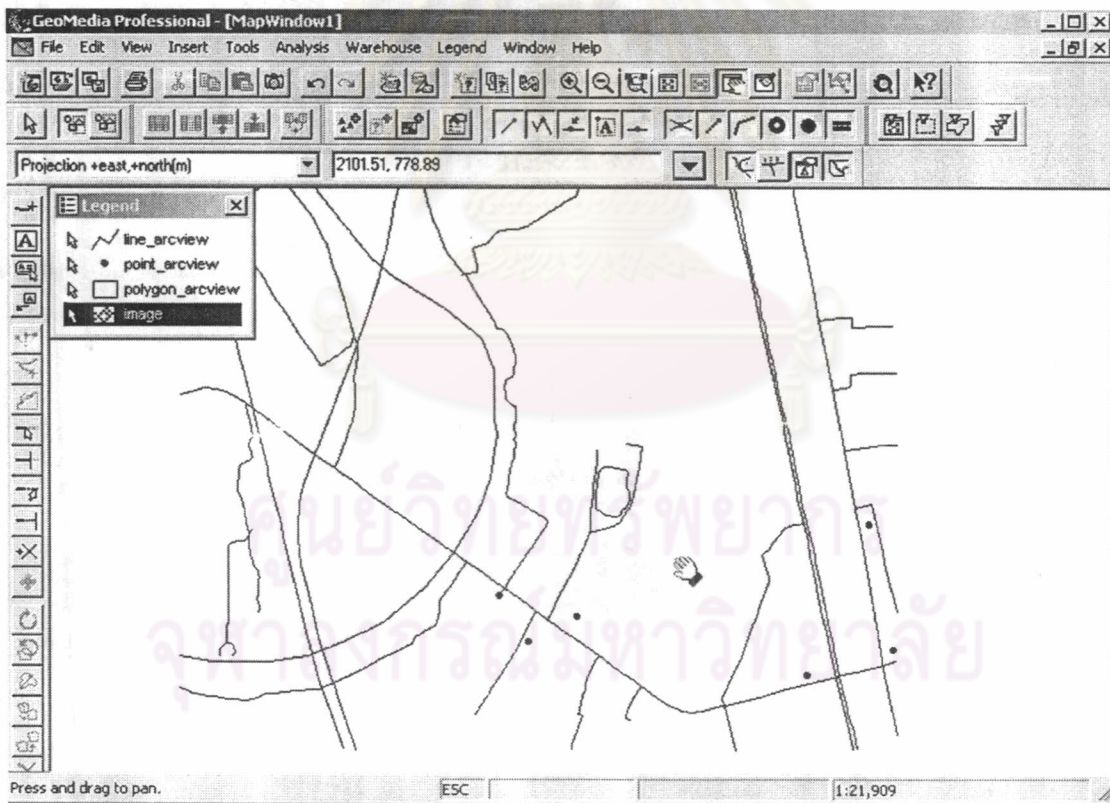 GeoMedia Professional - [MapWindow1]
File Edit View Insert Tools Analysis Warehouse Legend Window Help
Projection +east,+north(m) 2101.51, 778.89
Legend
line_arcview
point_arcview
polygon_arcview
image
ศูนย์วิทยทรัพยากร
จุฬาลงกรณ์มหาวิทยาลัย
Press and drag to pan. ESC 1:21,909